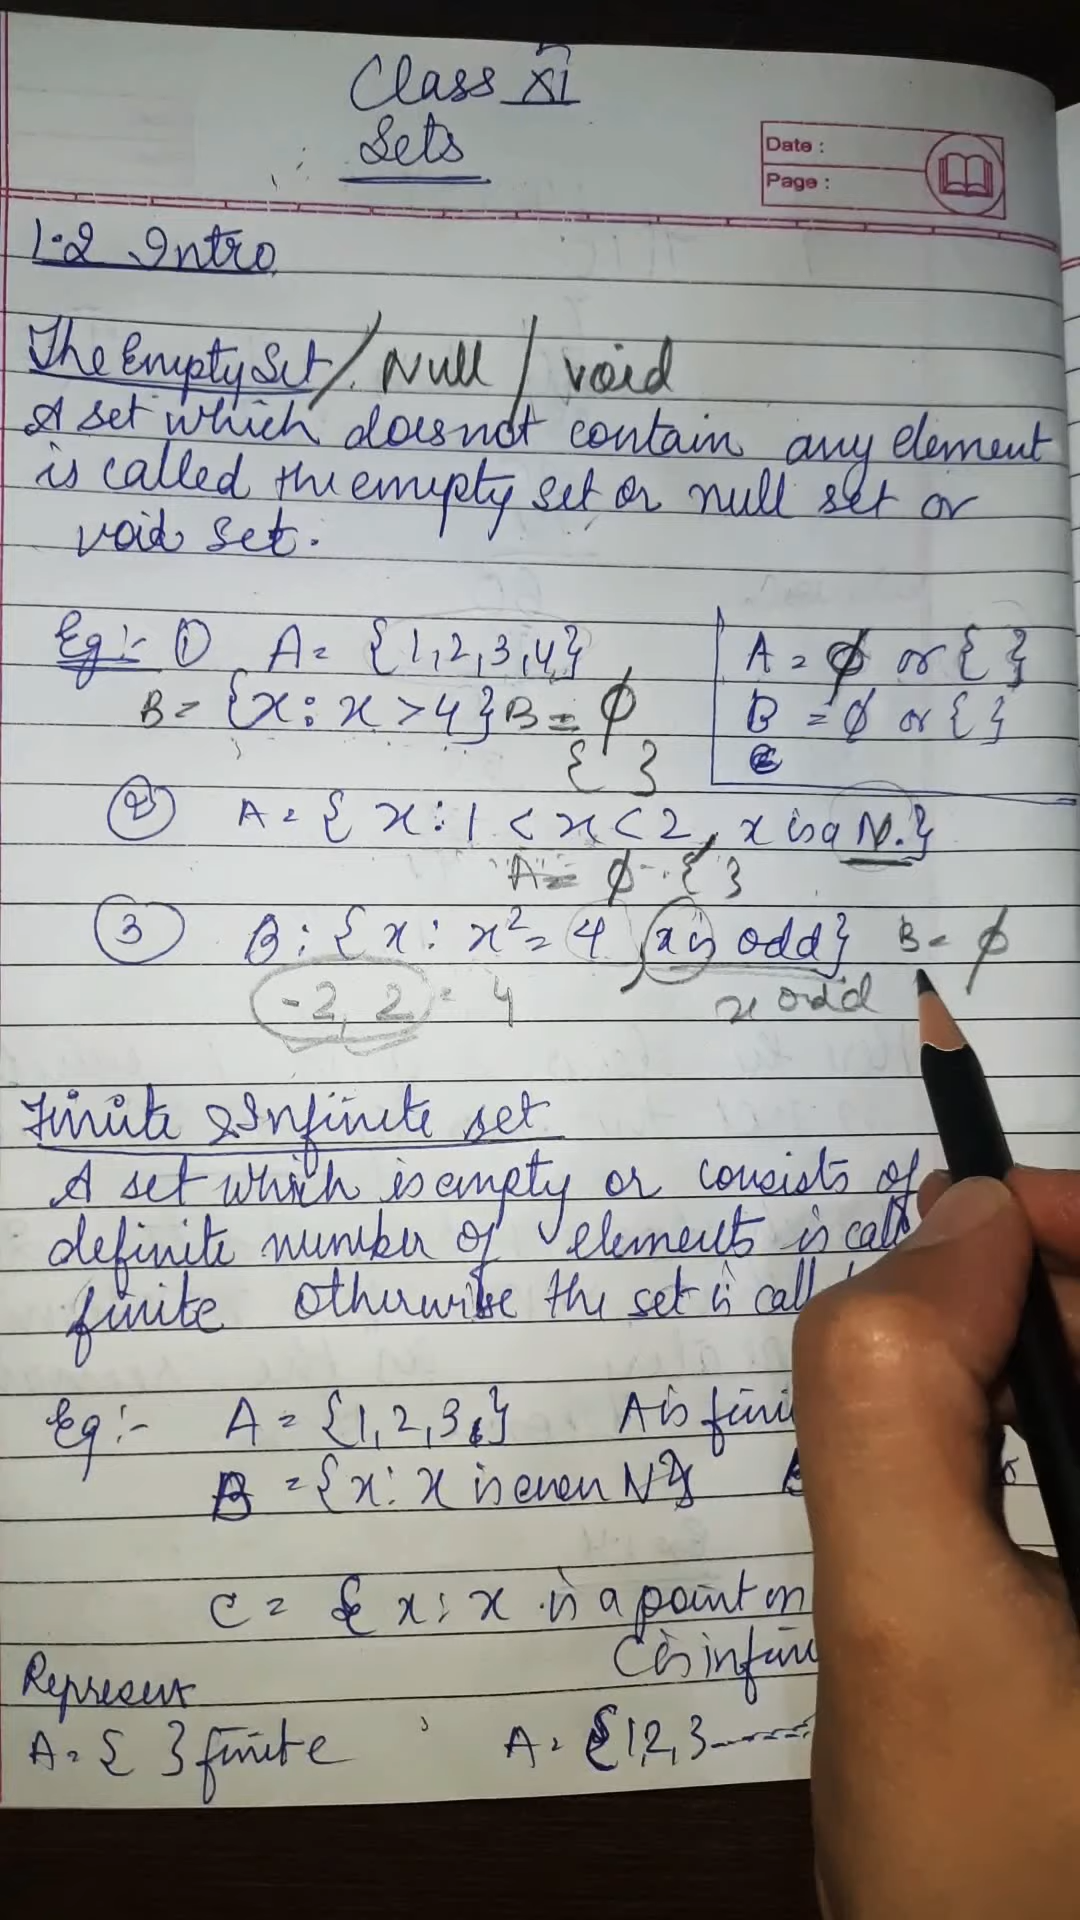 Class XI
Sets
Date :
Page :
1.2 Intro
The Empty Set / Null / void
A set which does not contain any element
is called the empty set or null set or
void set.
Eg:- ① A = {1,2,3,4,} A = ϕ or { }
B = {x : x > 4} B = ϕ B = ϕ or { }
{ }
② A = { x : 1 < x < 2, x is a N.}
A = ϕ { }
③ B : { x : x² = 4, x is odd} B = ϕ
-2, 2 = 4 x odd
Finite & Infinite set
A set which is empty or consists of
definite number of elements is call
finite otherwise the set is call
Eg :- A = {1,2,3,} A is fini
B = {x : x is even N}
C = { x : x is a point on
C is infini
Represent
A = { } finite A = {1,2,3-----